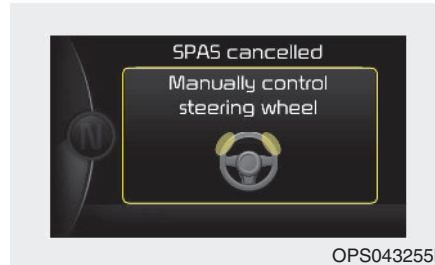 SPAS cancelled
Manually control
steering wheel
N
OPS043255